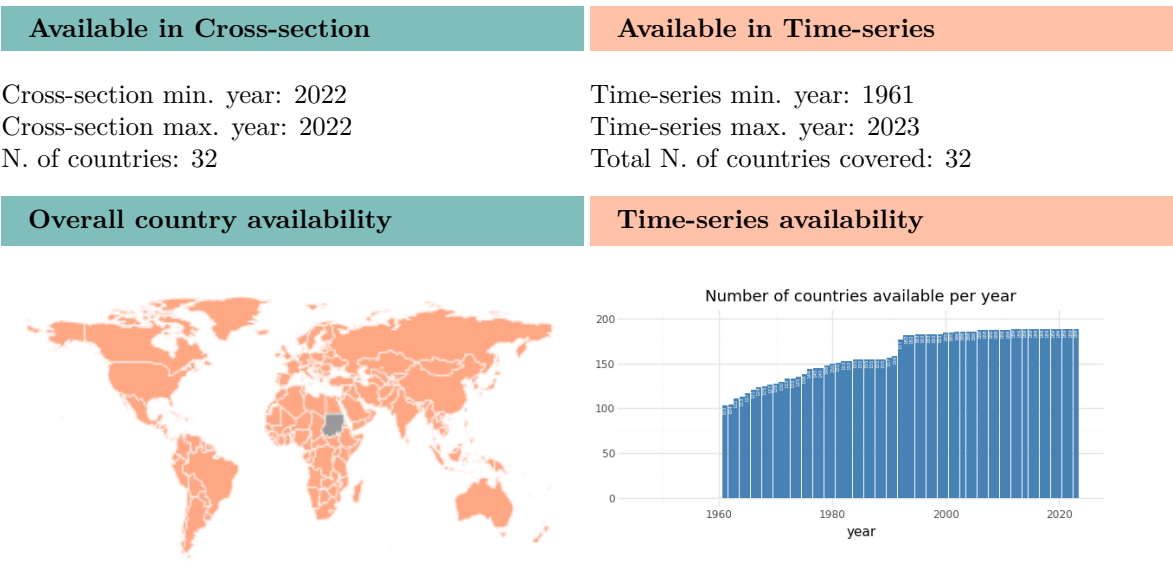 Available in Cross-section
Available in Time-series
Cross-section min. year: 2022
Cross-section max. year: 2022
N. of countries: 32
Time-series min. year: 1961
Time-series max. year: 2023
Total N. of countries covered: 32
Overall country availability
Time-series availability
Number of countries available per year
200
150
100
50
0
1960
1980
2000
2020
year